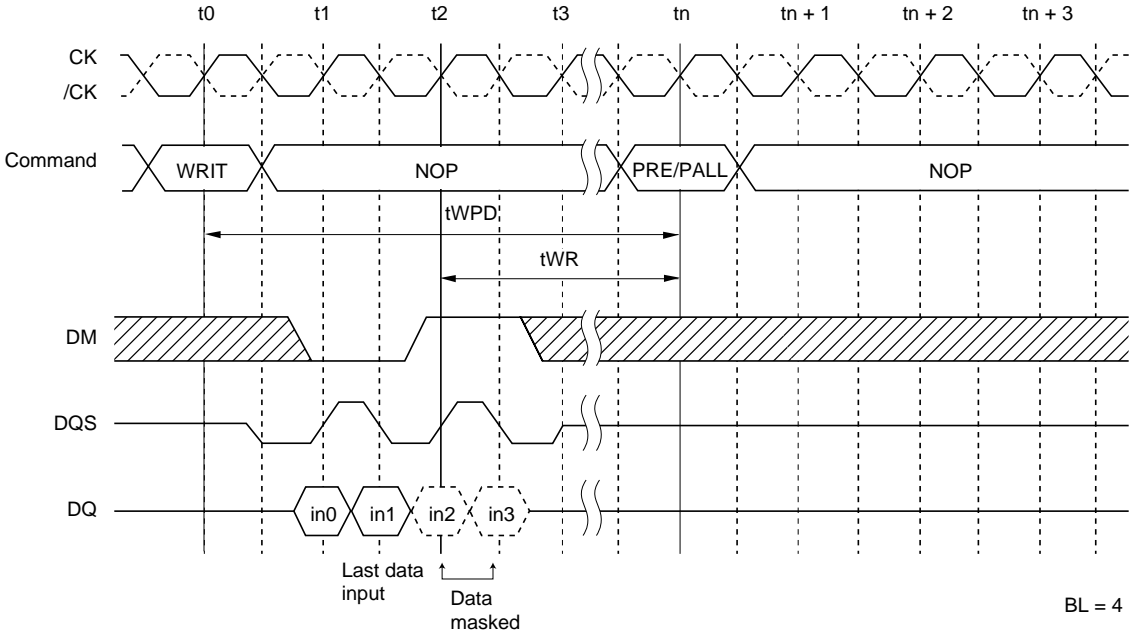 t0 t1 t2 t3 tn tn + 1 tn + 2 tn + 3
CK
/CK
Command WRIT NOP PRE/PALL NOP
tWPD
tWR
DM
DQS
DQ in0 in1 in2 in3
Last data
input
Data
masked
BL = 4